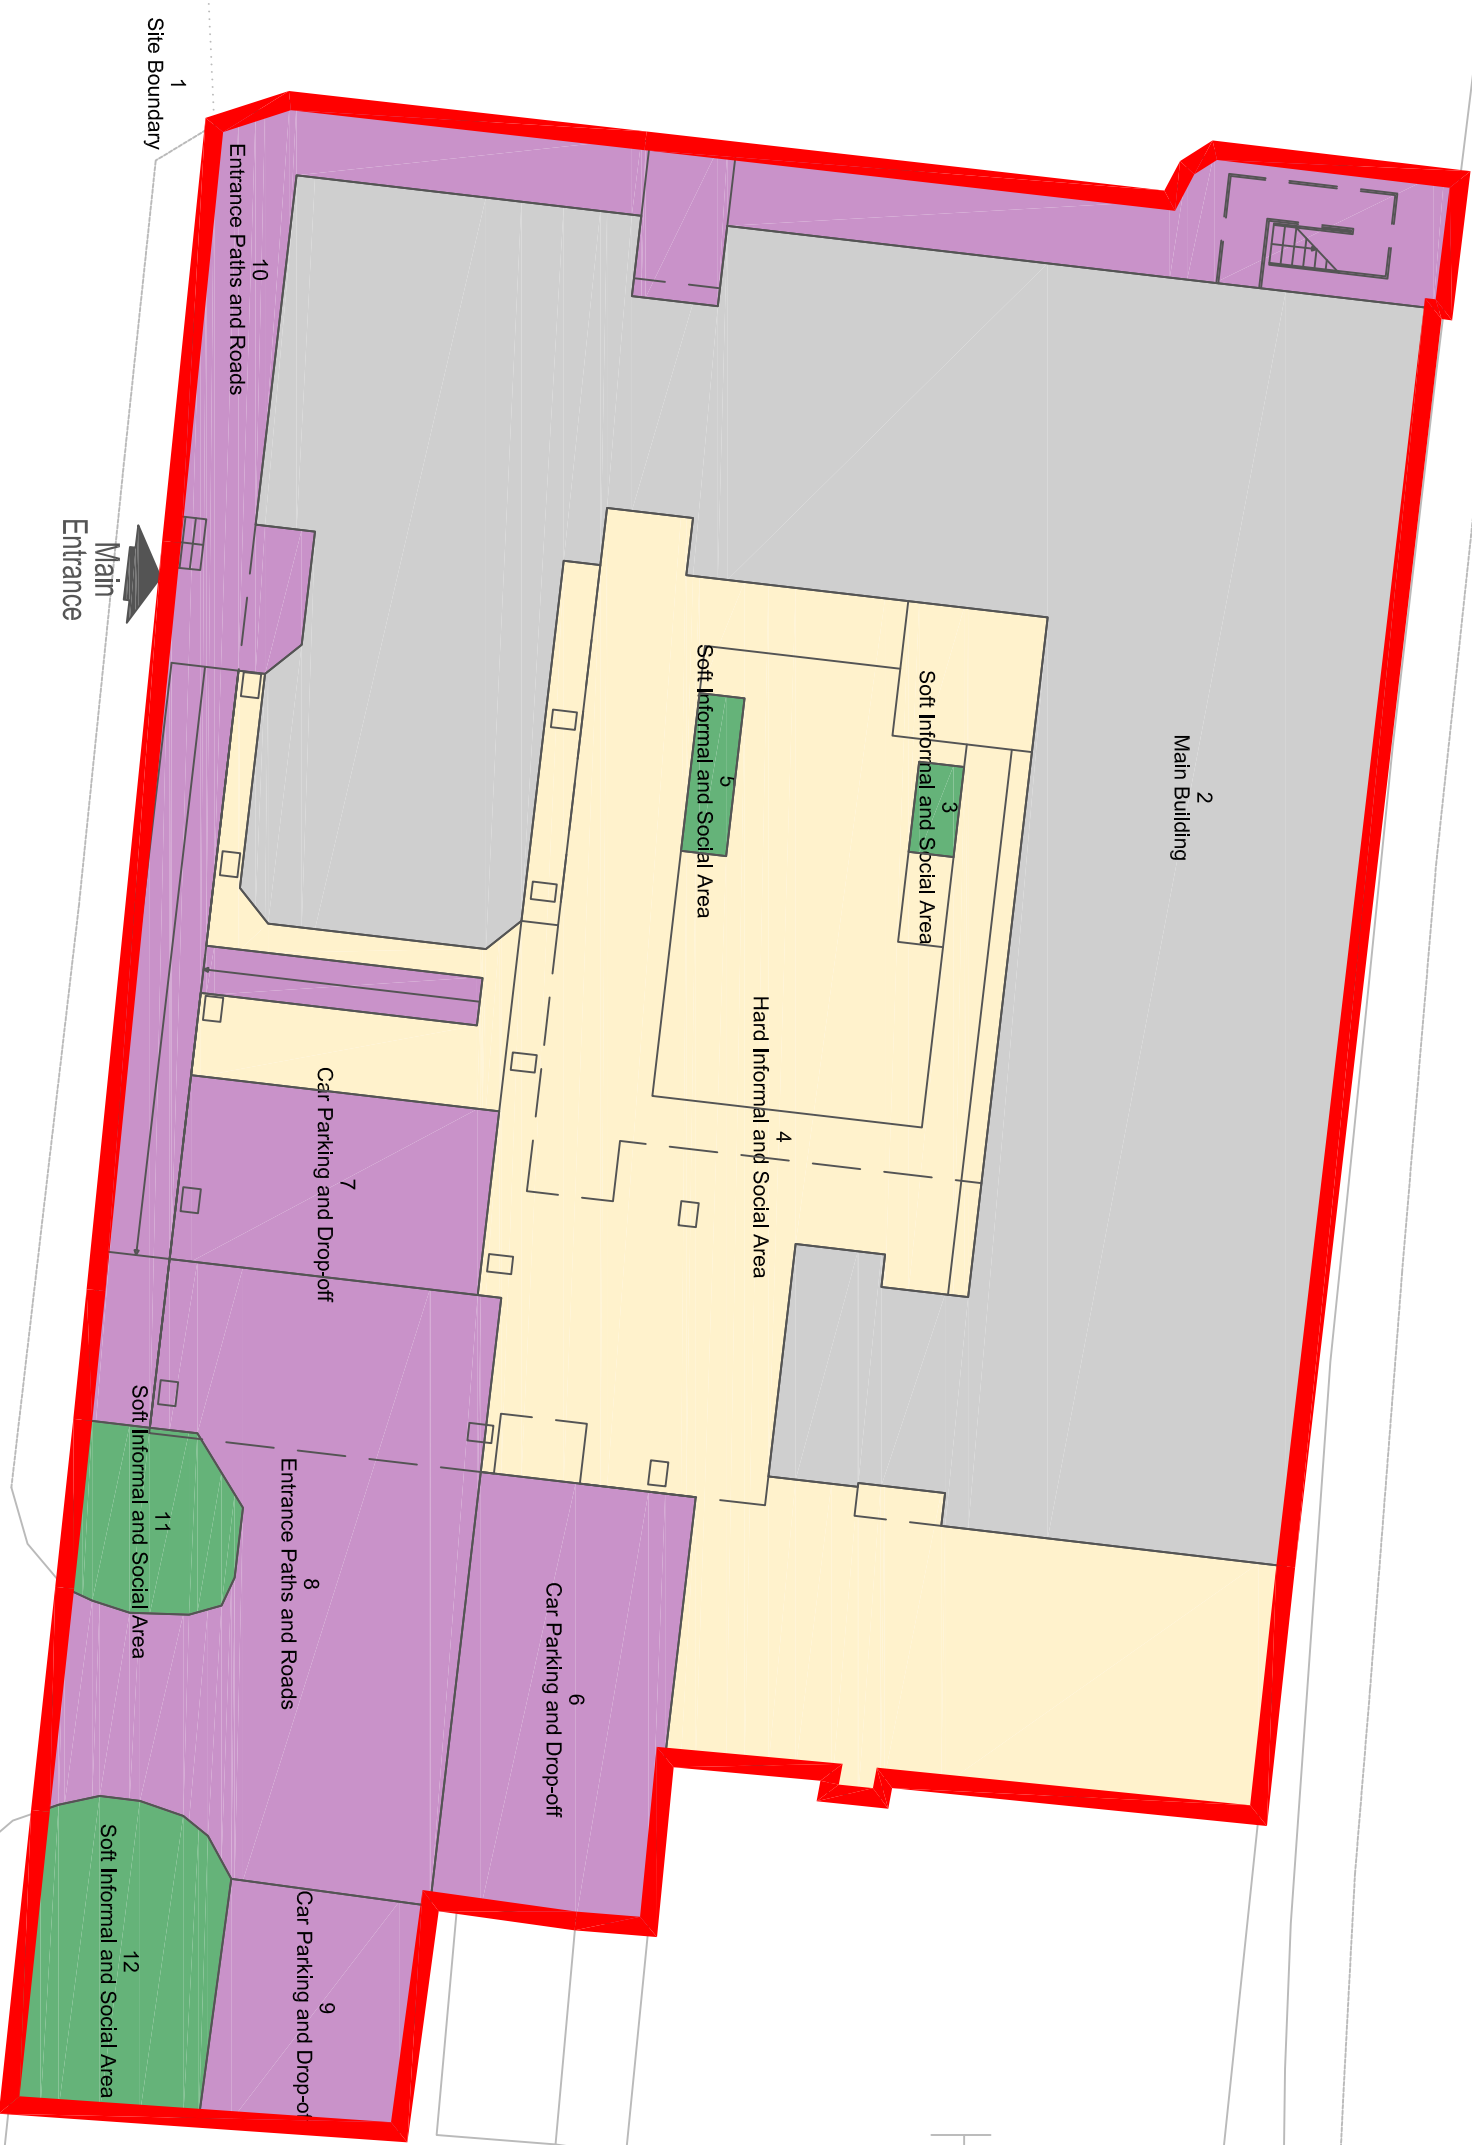 1
Site Boundary
10
Entrance Paths and Roads
Main
Entrance
2
Main Building
3
Soft Informal and Social Area
5
Soft Informal and Social Area
4
Hard Informal and Social Area
7
Car Parking and Drop-off
11
Soft Informal and Social Area
8
Entrance Paths and Roads
6
Car Parking and Drop-off
12
Soft Informal and Social Area
9
Car Parking and Drop-of